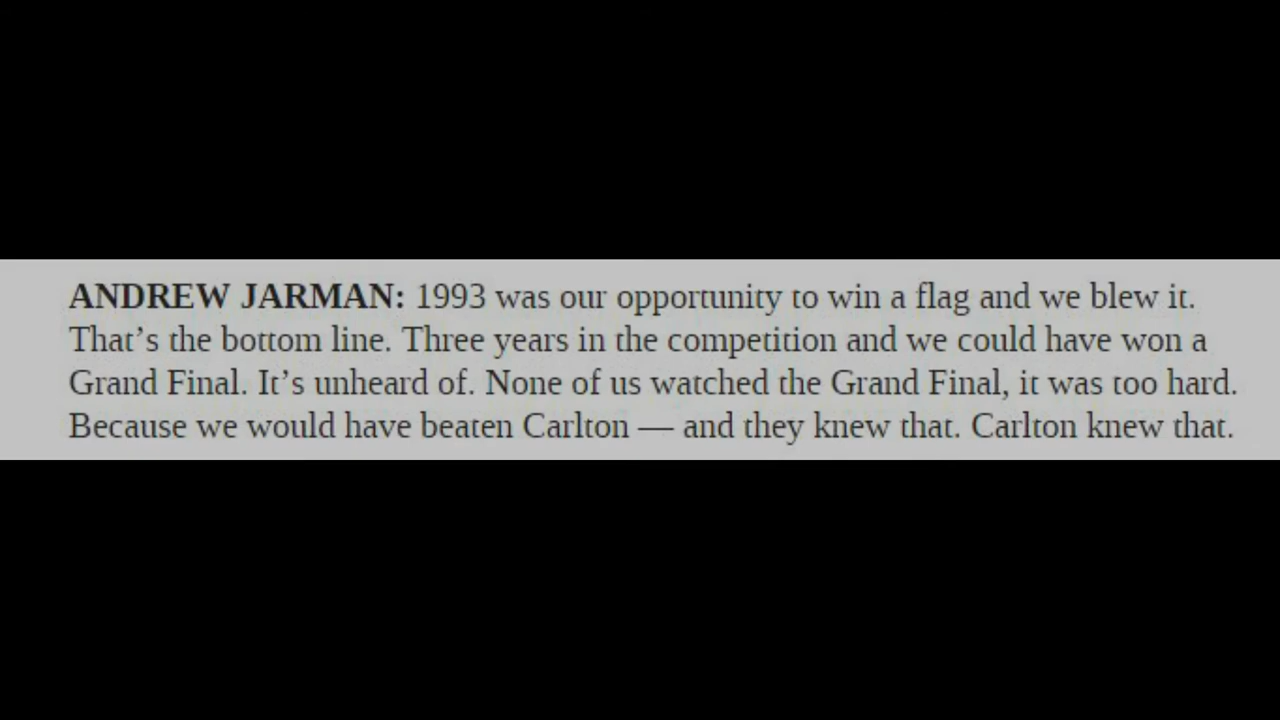 ANDREW JARMAN: 1993 was our opportunity to win a flag and we blew it.
That’s the bottom line. Three years in the competition and we could have won a
Grand Final. It’s unheard of. None of us watched the Grand Final, it was too hard.
Because we would have beaten Carlton — and they knew that. Carlton knew that.